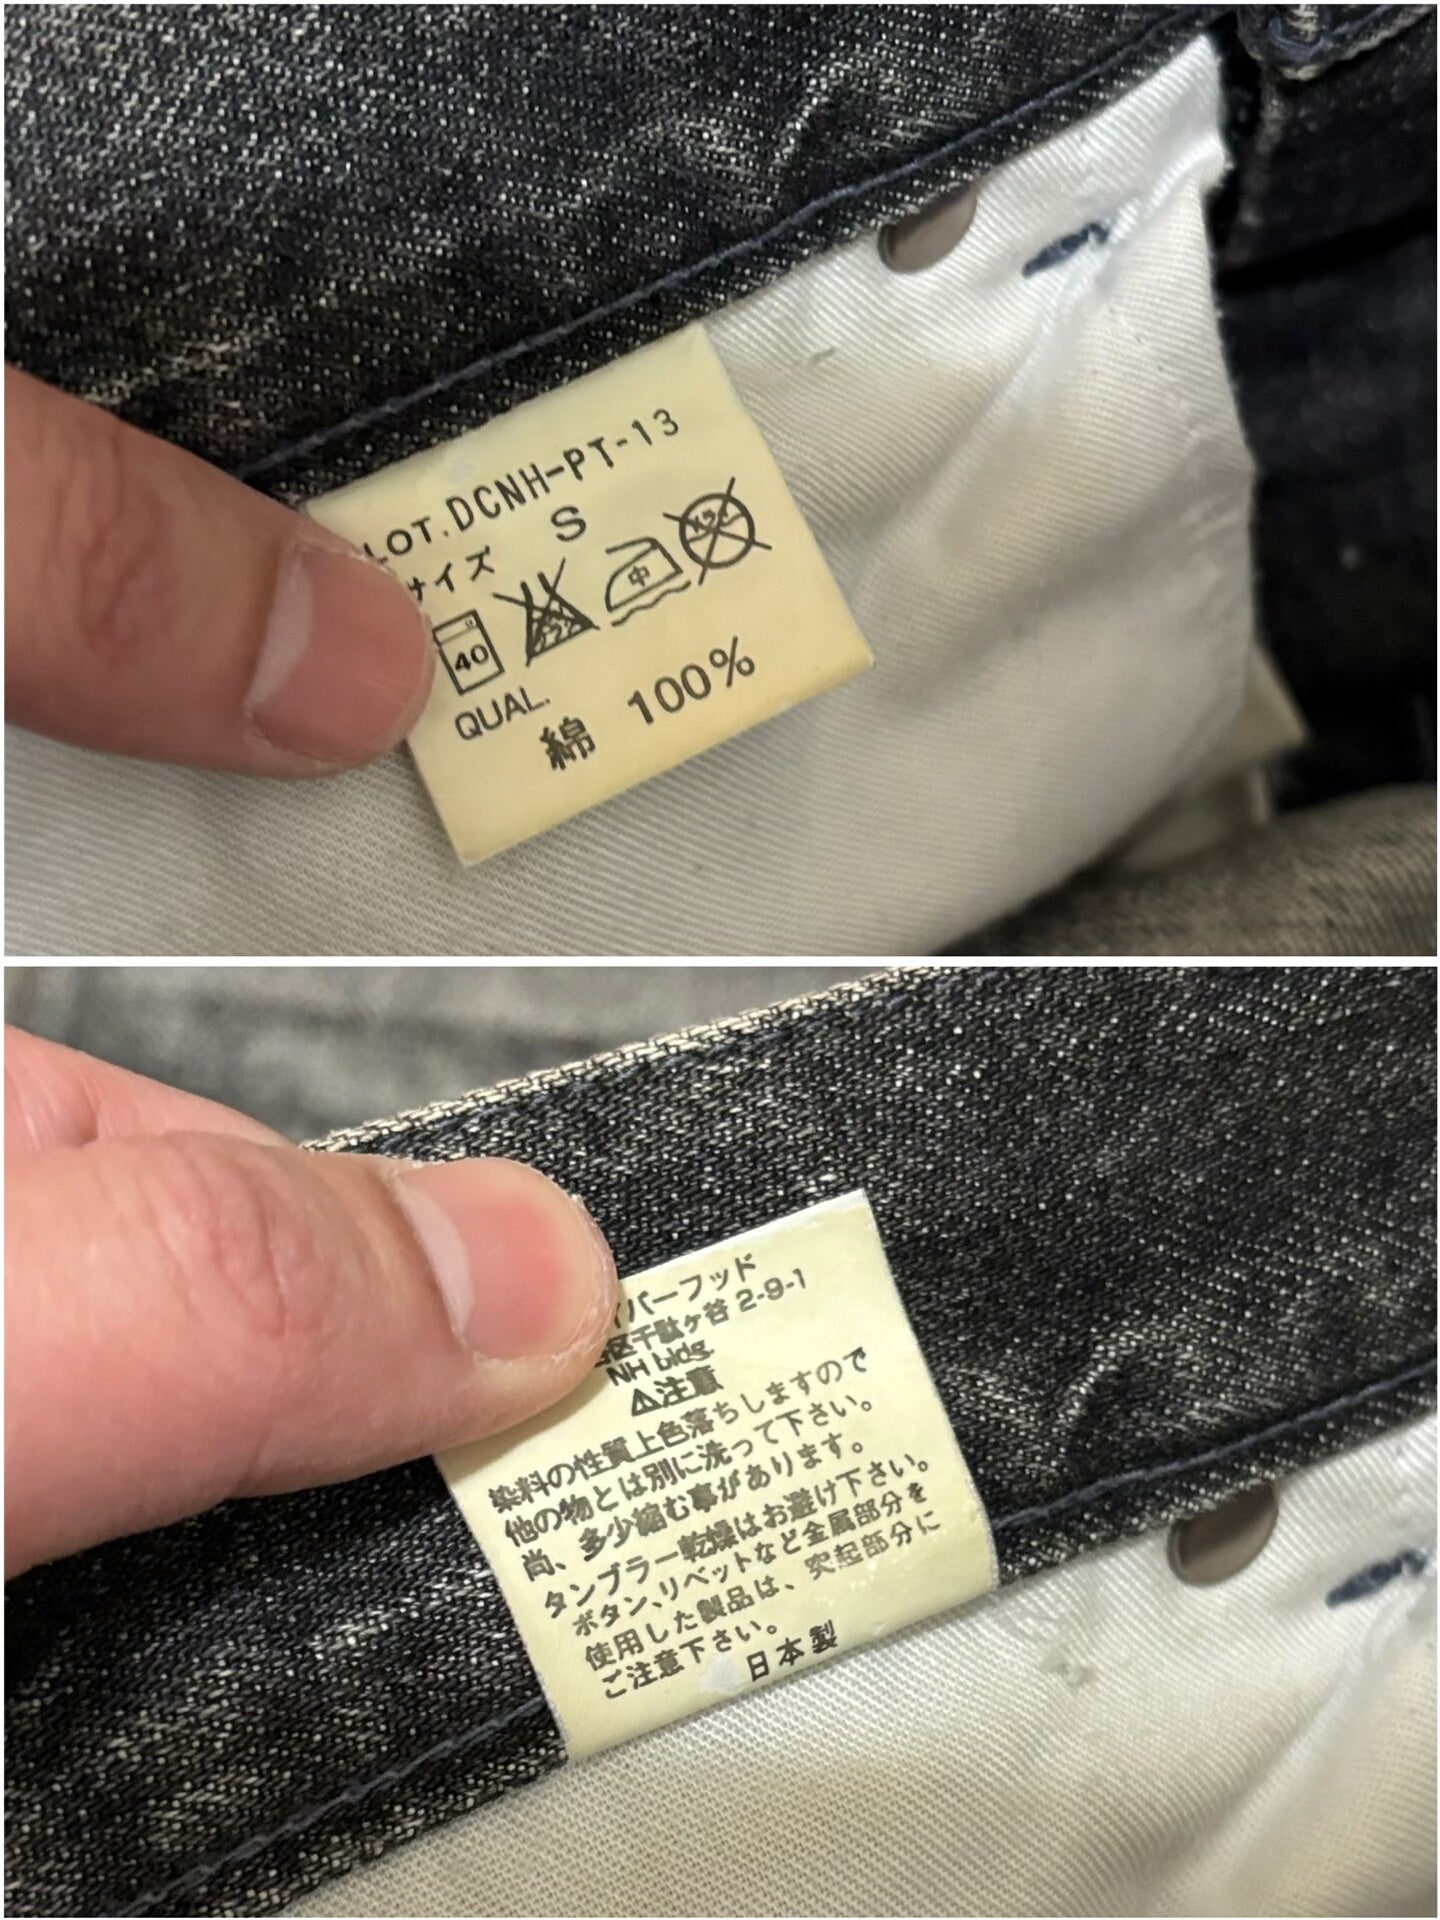 LOT. DCNH-PT-13
サイズ S
40
中
QUAL.
綿 100%
イバーフッド
区千駄ヶ谷 2-9-1
NH bldg.
⚠注意
染料の性質上色落ちしますので
他の物とは別に洗って下さい。
尚、多少縮む事があります。
タンブラー乾燥はお避け下さい。
ボタン、リベットなど金属部分を
使用した製品は、突起部分に
ご注意下さい。
日本製